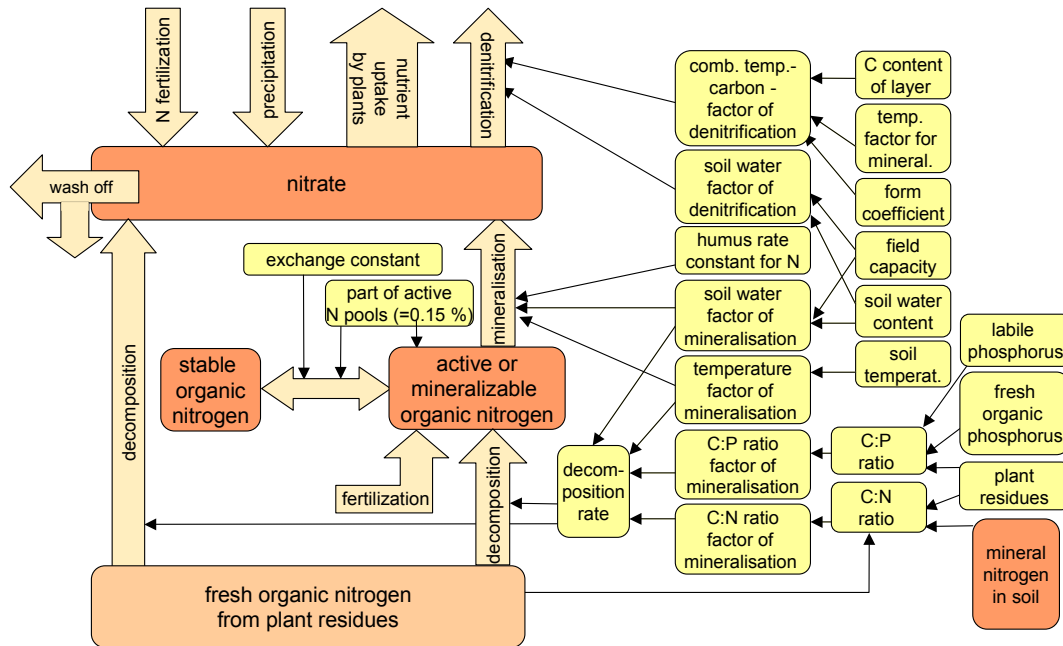 N fertilization
precipitation
nutrient
uptake
by plants
denitrification
comb. temp.-
carbon -
factor of
denitrification
C content
of layer
temp.
factor for
mineral.
wash off
nitrate
soil water
factor of
denitrification
form
coefficient
exchange constant
humus rate
constant for N
field
capacity
part of active
N pools (=0.15 %)
mineralisation
soil water
factor of
mineralisation
soil water
content
labile
phosphorus
decomposition
stable
organic
nitrogen
active or
mineralizable
organic nitrogen
temperature
factor of
mineralisation
soil
temperat.
fresh
organic
phosphorus
fertilization
decomposition
decom-
position
rate
C:P ratio
factor of
mineralisation
C:P
ratio
plant
residues
C:N ratio
factor of
mineralisation
C:N
ratio
mineral
nitrogen
in soil
fresh organic nitrogen
from plant residues